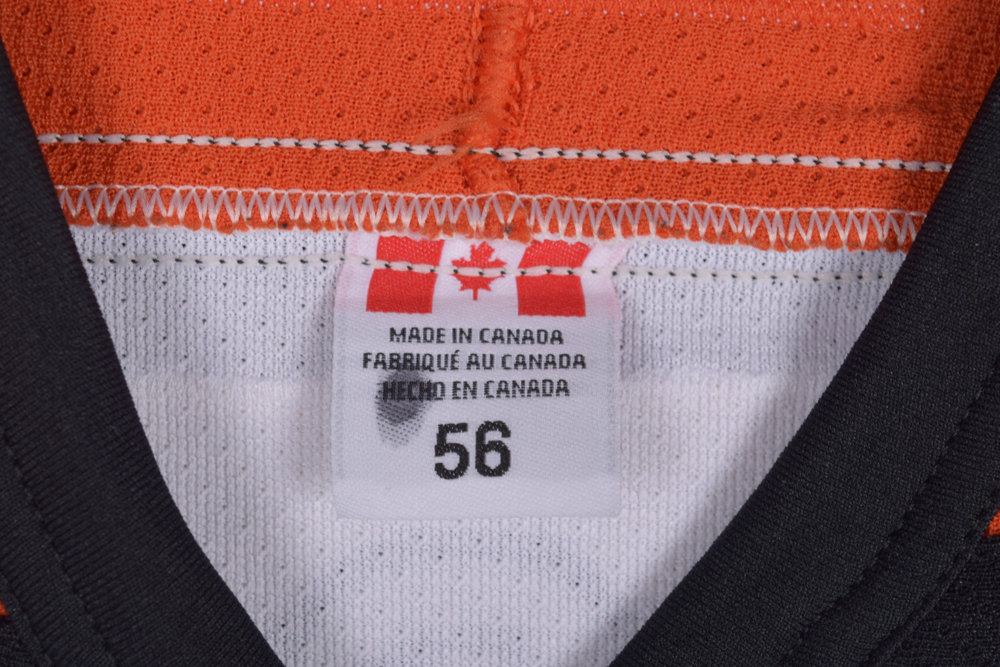 MADE IN CANADA
FABRIQUÉ AU CANADA
HECHO EN CANADA
56